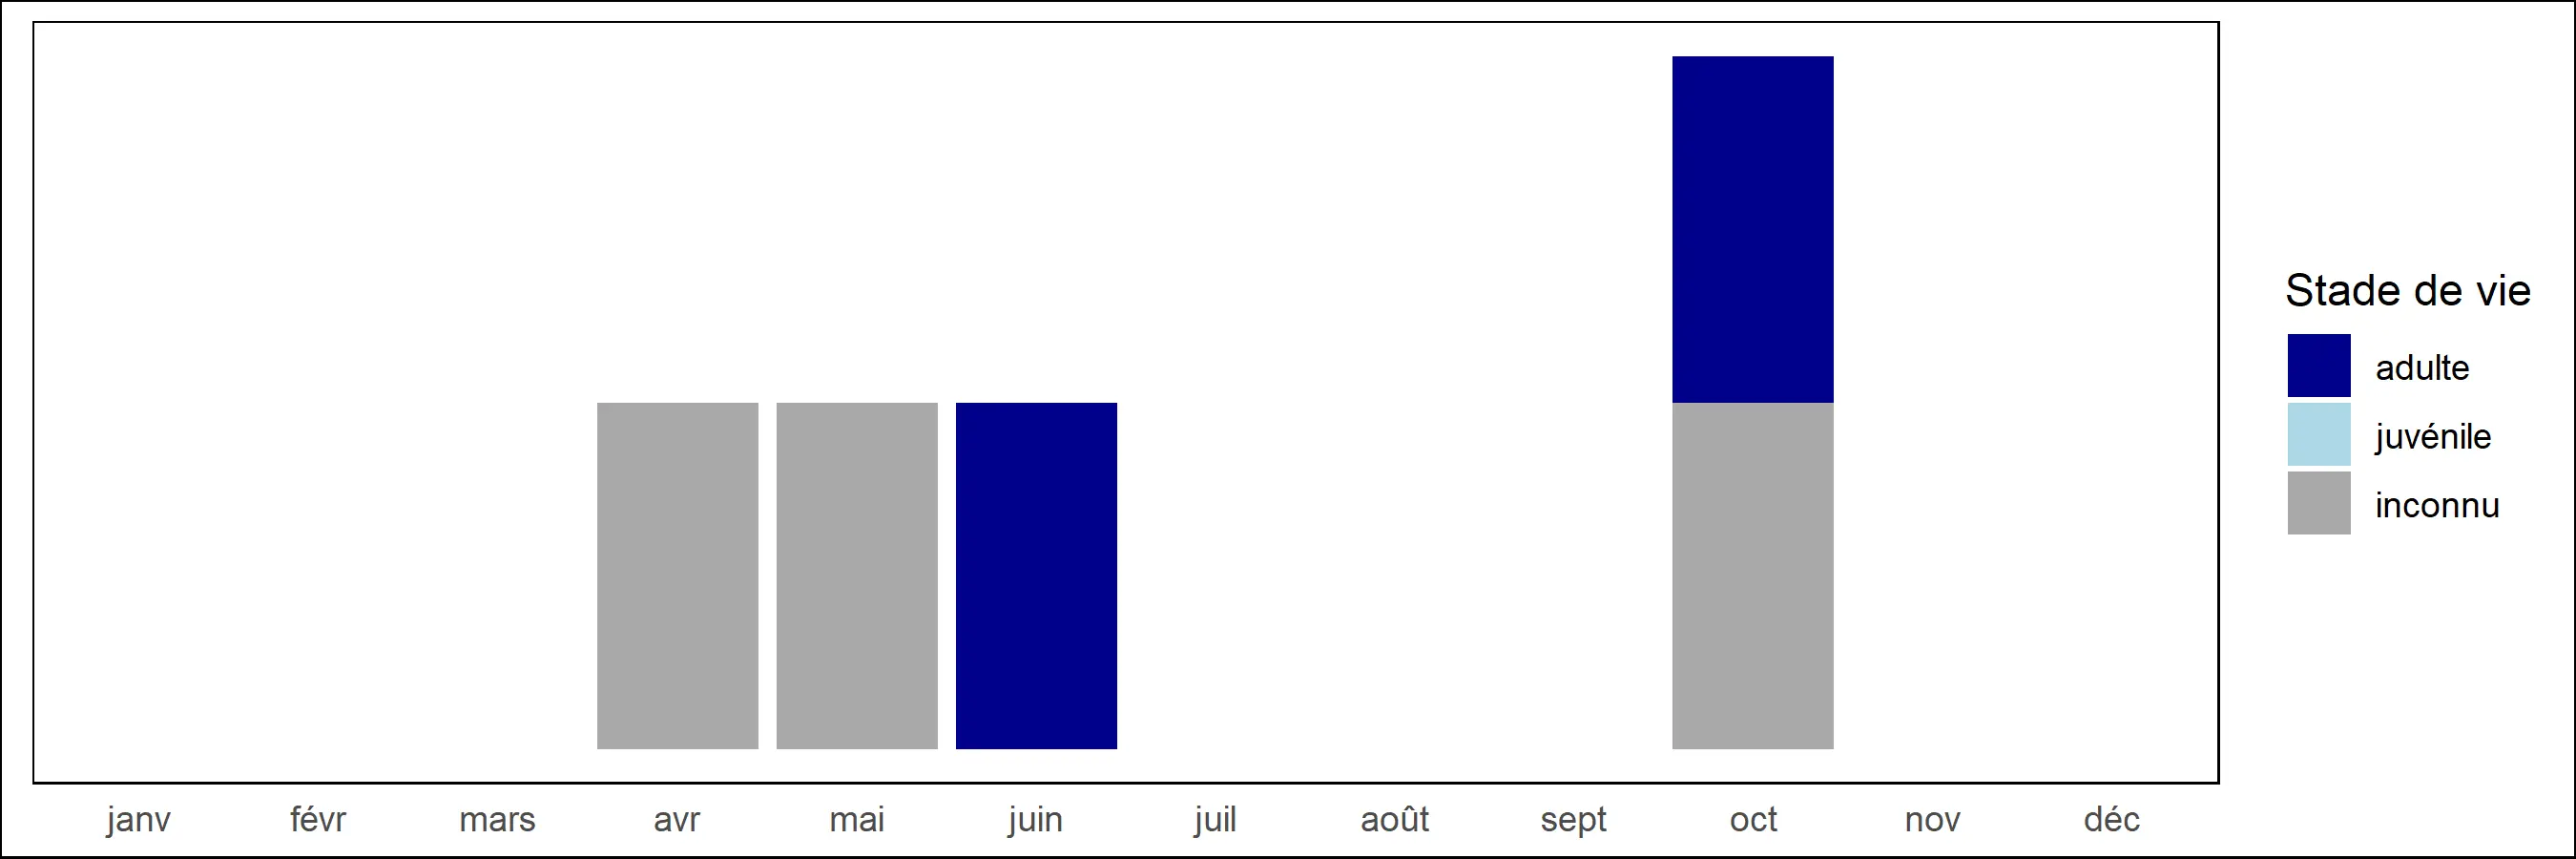 Stade de vie
adulte
juvénile
inconnu
janv févr mars avr mai juin juil août sept oct nov déc